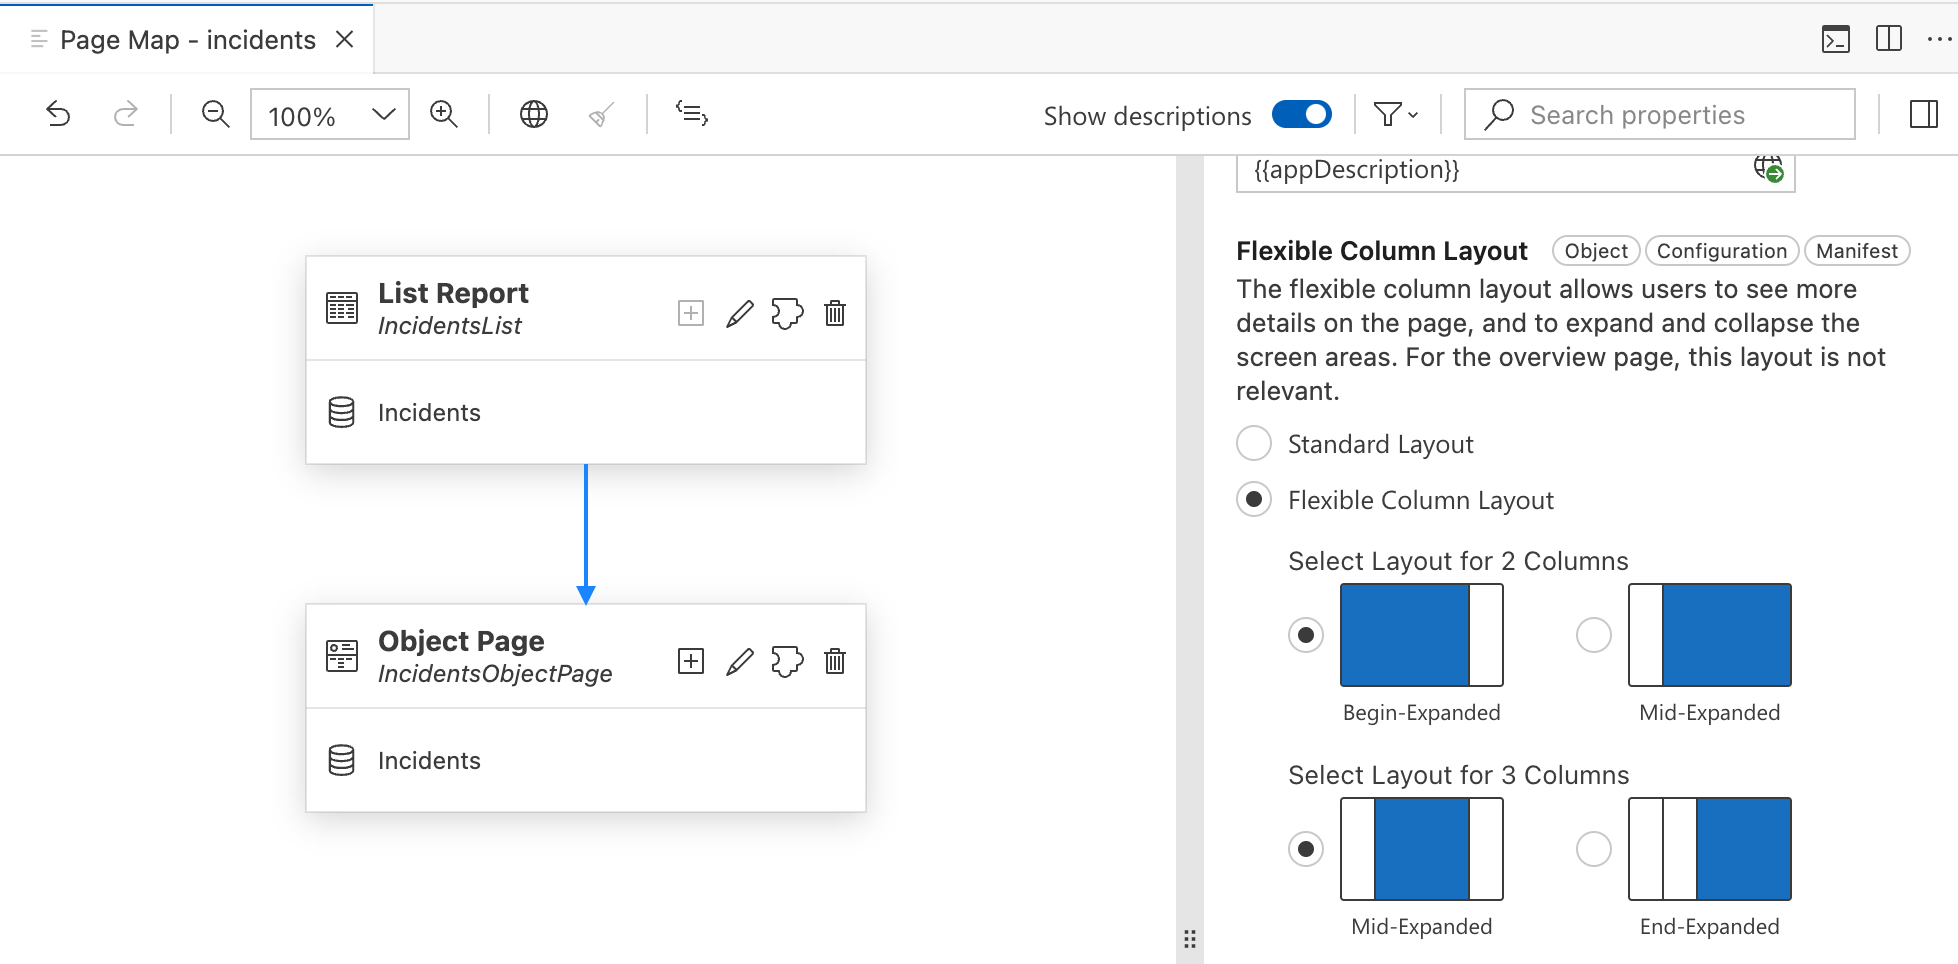 Page Map - incidents
100%
Show descriptions
Search properties
{{appDescription}}
List Report
IncidentsList
Incidents
Object Page
IncidentsObjectPage
Incidents
Flexible Column Layout Object Configuration Manifest
The flexible column layout allows users to see more
details on the page, and to expand and collapse the
screen areas. For the overview page, this layout is not
relevant.
Standard Layout
Flexible Column Layout
Select Layout for 2 Columns
Begin-Expanded Mid-Expanded
Select Layout for 3 Columns
Mid-Expanded End-Expanded